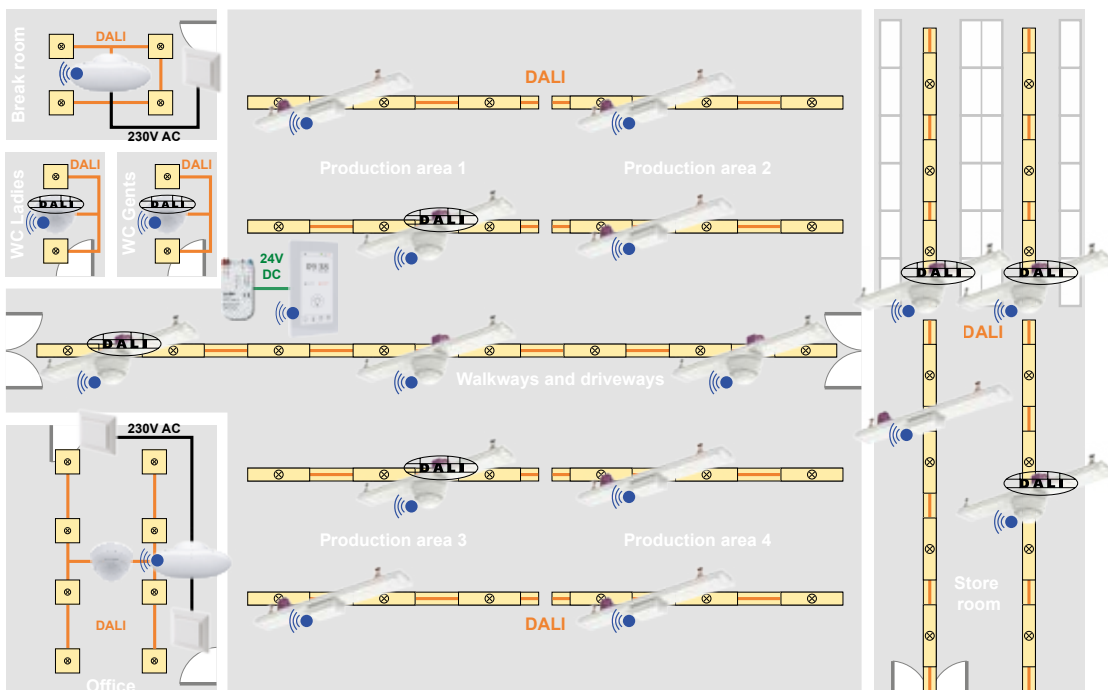 Break room
DALI
230V AC
WC Ladies
DALI
DALI
WC Gents
DALI
DALI
DALI
Production area 1
Production area 2
DALI
24V
DC
09:38
DALI
Walkways and driveways
230V AC
DALI
Production area 3
Production area 4
DALI
DALI
Office
DALI
DALI
DALI
DALI
Store
room